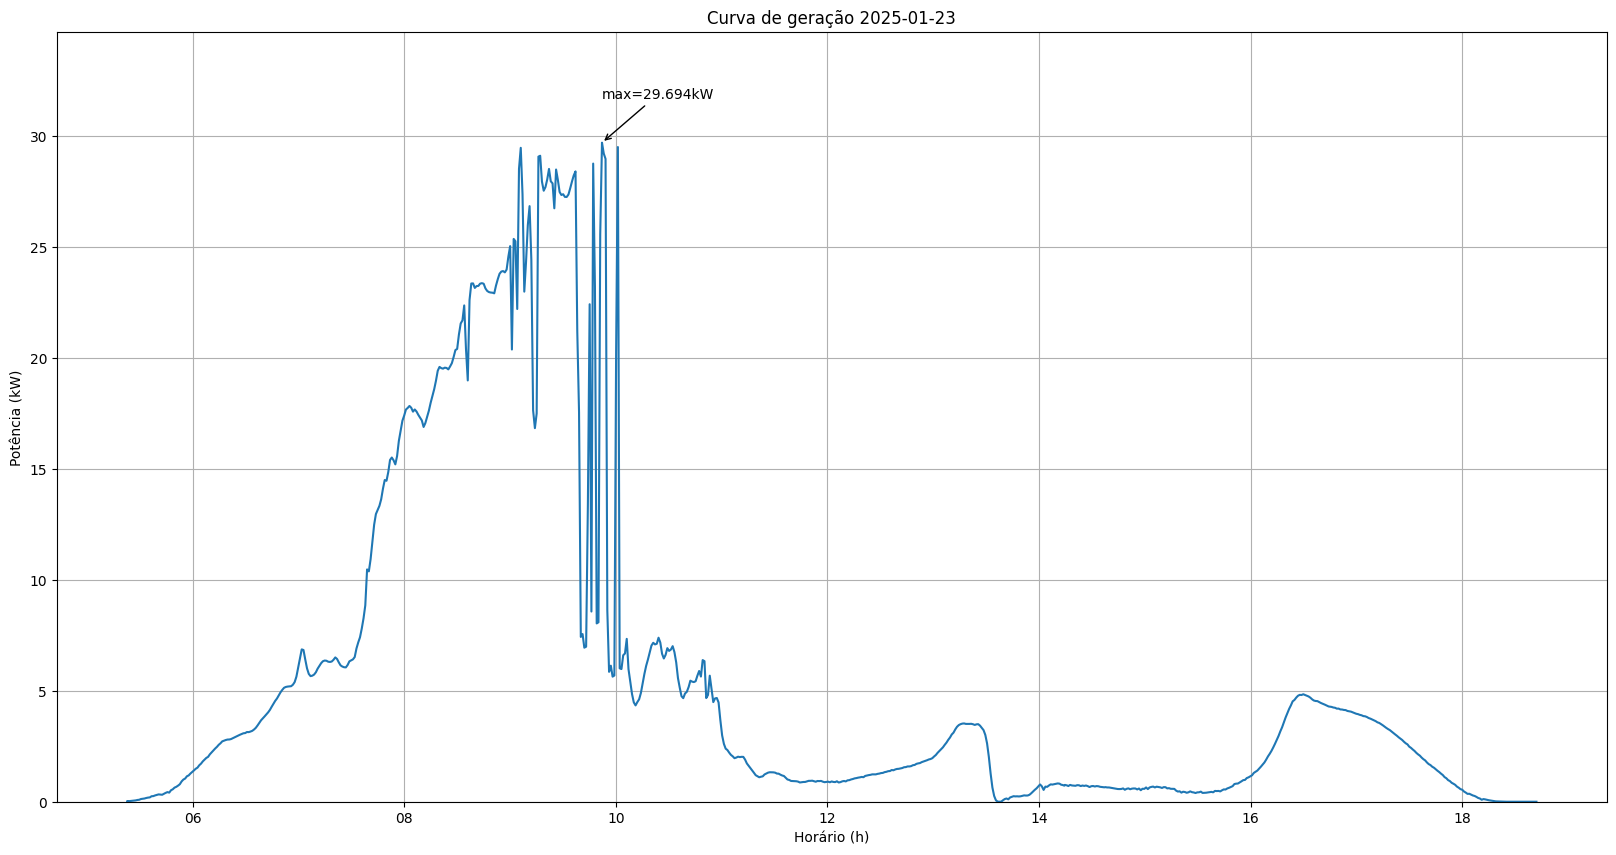 Curva de geração 2025-01-23
max=29.694kW
30
25
20
15
10
5
0
Potência (kW)
06 08 10 12 14 16 18
Horário (h)